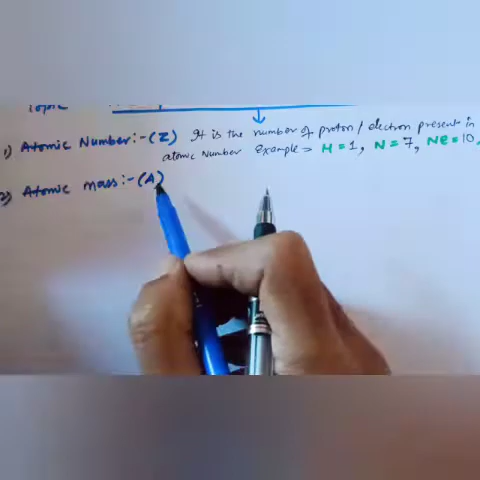 Topic
1) Atomic Number:-(Z) It is the number of proton/electron present in
atomic Number Example => H=1, N=7, Ne=10,
2) Atomic mass:-(A)